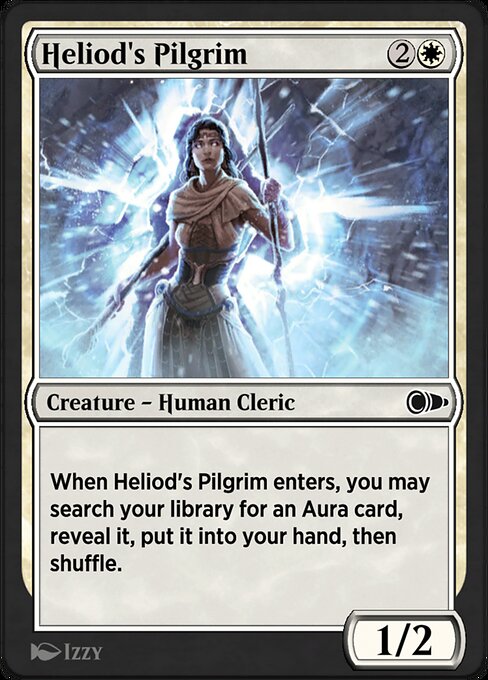 Heliod's Pilgrim 2
Creature – Human Cleric
When Heliod's Pilgrim enters, you may
search your library for an Aura card,
reveal it, put it into your hand, then
shuffle.
1/2
Izzy